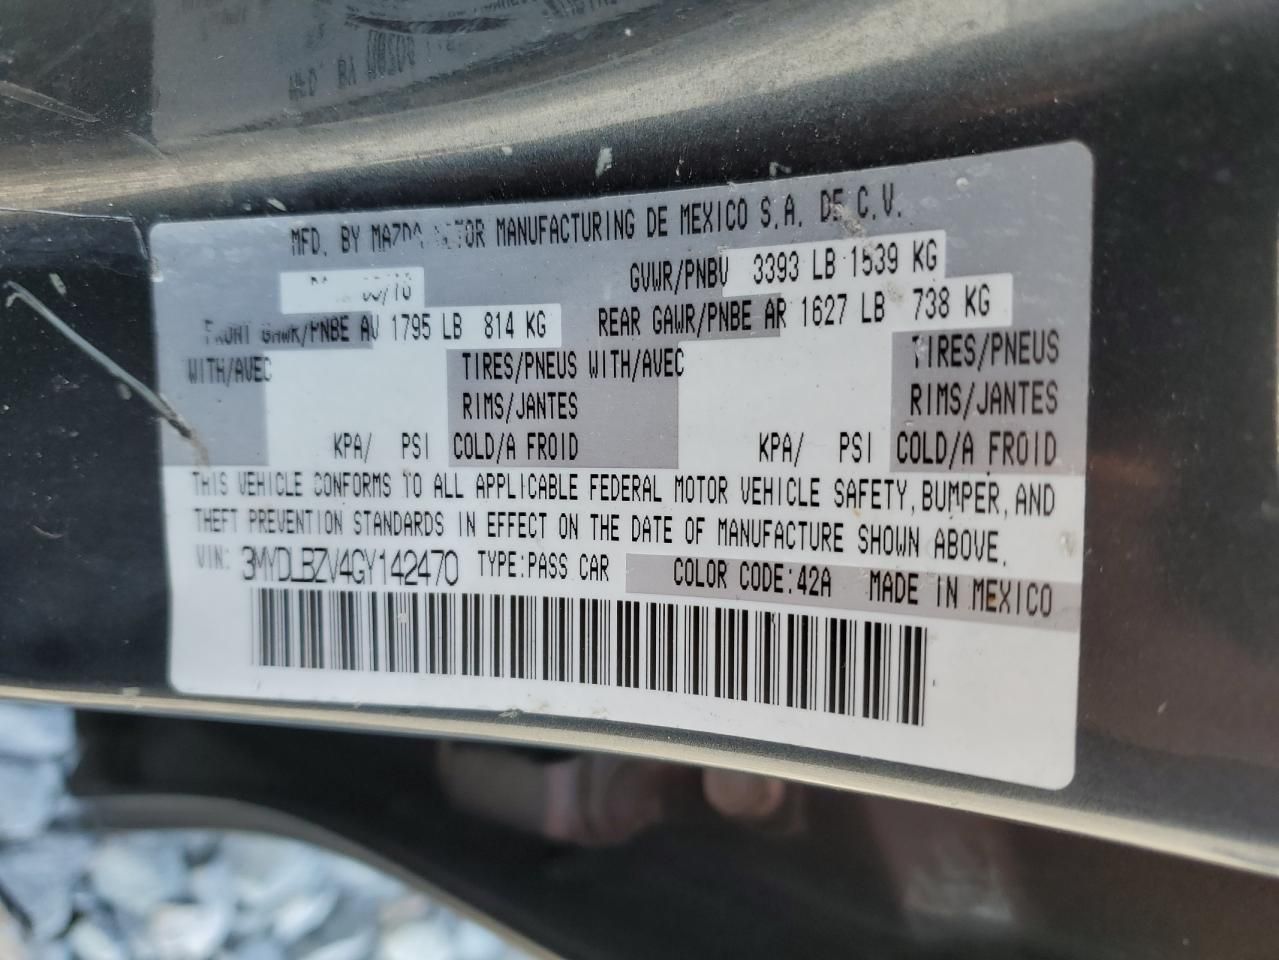 MFD. BY MAZDA MOTOR MANUFACTURING DE MEXICO S.A. DE C.V.
GVWR/PNBV 3393 LB 1539 KG
FRONT GAWR/PNBE AV 1795 LB 814 KG REAR GAWR/PNBE AR 1627 LB 738 KG
WITH/AVEC TIRES/PNEUS WITH/AVEC TIRES/PNEUS
RIMS/JANTES RIMS/JANTES
KPA/ PSI COLD/A FROID KPA/ PSI COLD/A FROID
THIS VEHICLE CONFORMS TO ALL APPLICABLE FEDERAL MOTOR VEHICLE SAFETY, BUMPER, AND
THEFT PREVENTION STANDARDS IN EFFECT ON THE DATE OF MANUFACTURE SHOWN ABOVE.
VIN: 3MYDLBZV4GY142470 TYPE:PASS CAR COLOR CODE:42A MADE IN MEXICO